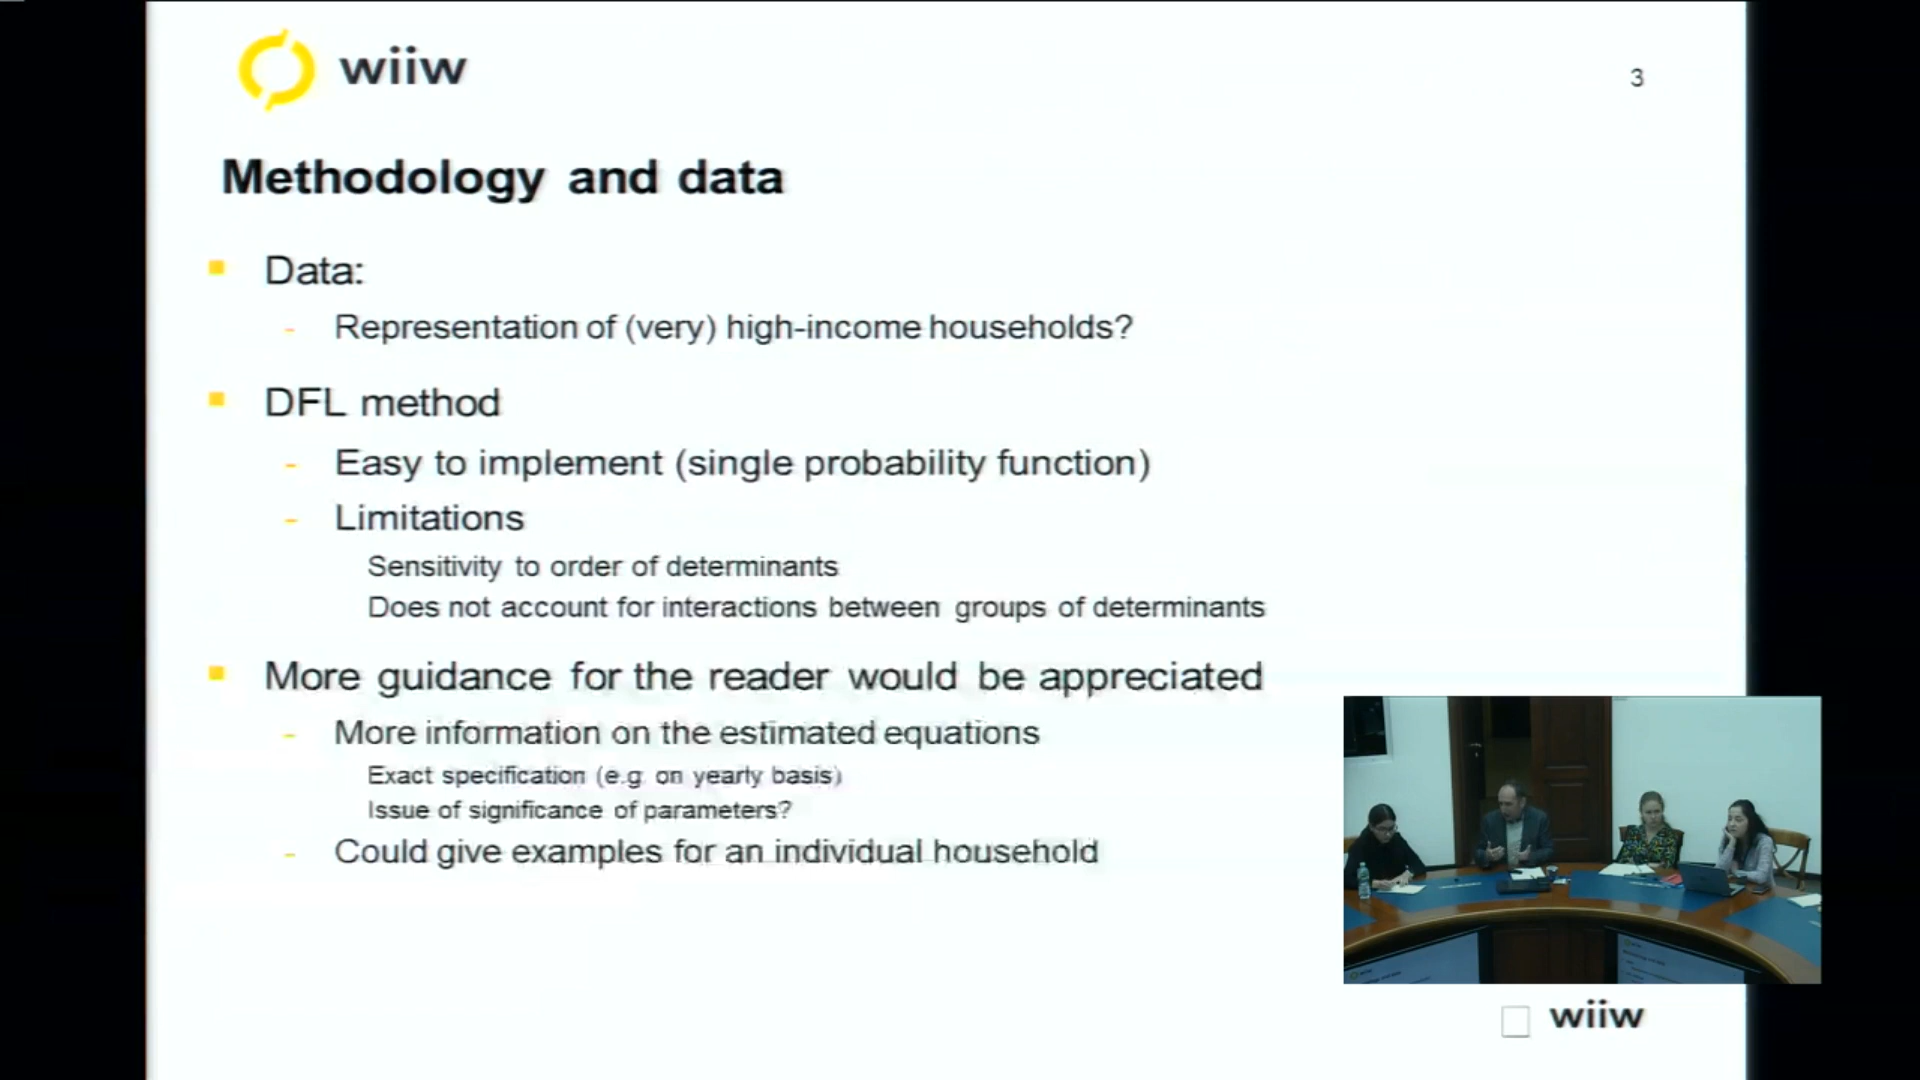 wiiw
3
Methodology and data
Data:
- Representation of (very) high-income households?
DFL method
- Easy to implement (single probability function)
- Limitations
Sensitivity to order of determinants
Does not account for interactions between groups of determinants
More guidance for the reader would be appreciated
- More information on the estimated equations
Exact specification (e.g. on yearly basis)
Issue of significance of parameters?
- Could give examples for an individual household
wiiw